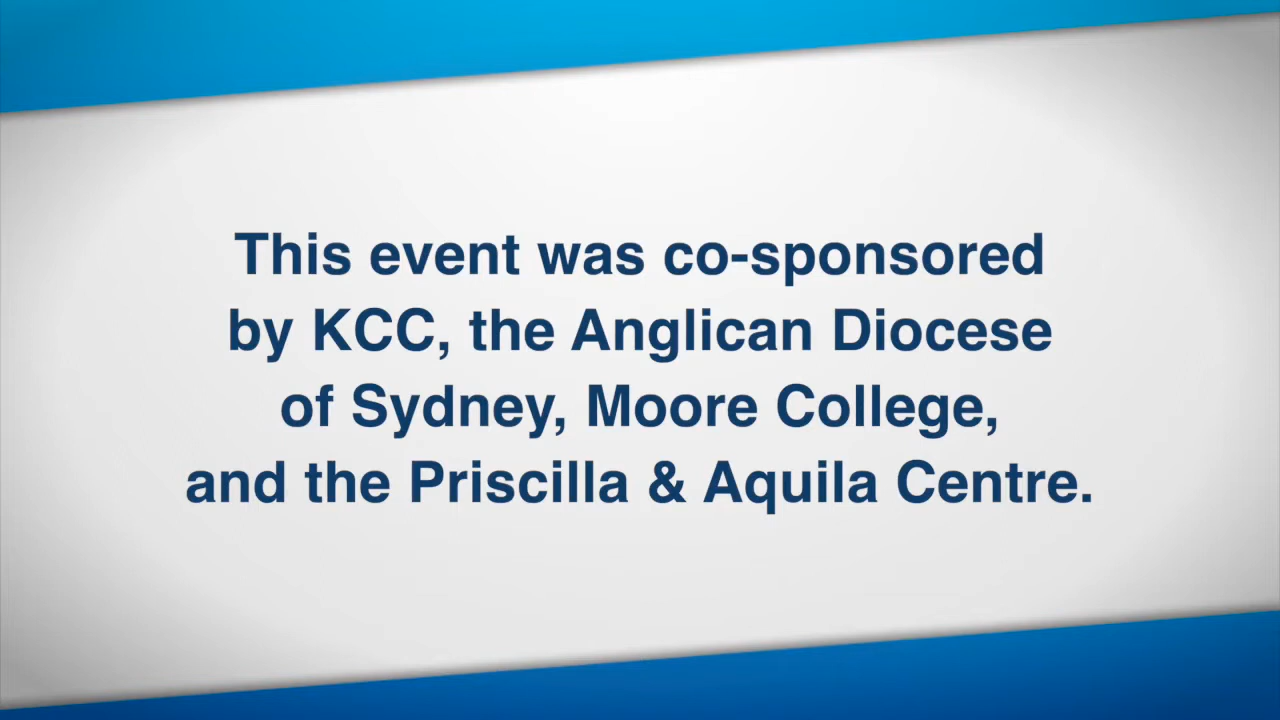 This event was co-sponsored
by KCC, the Anglican Diocese
of Sydney, Moore College,
and the Priscilla & Aquila Centre.